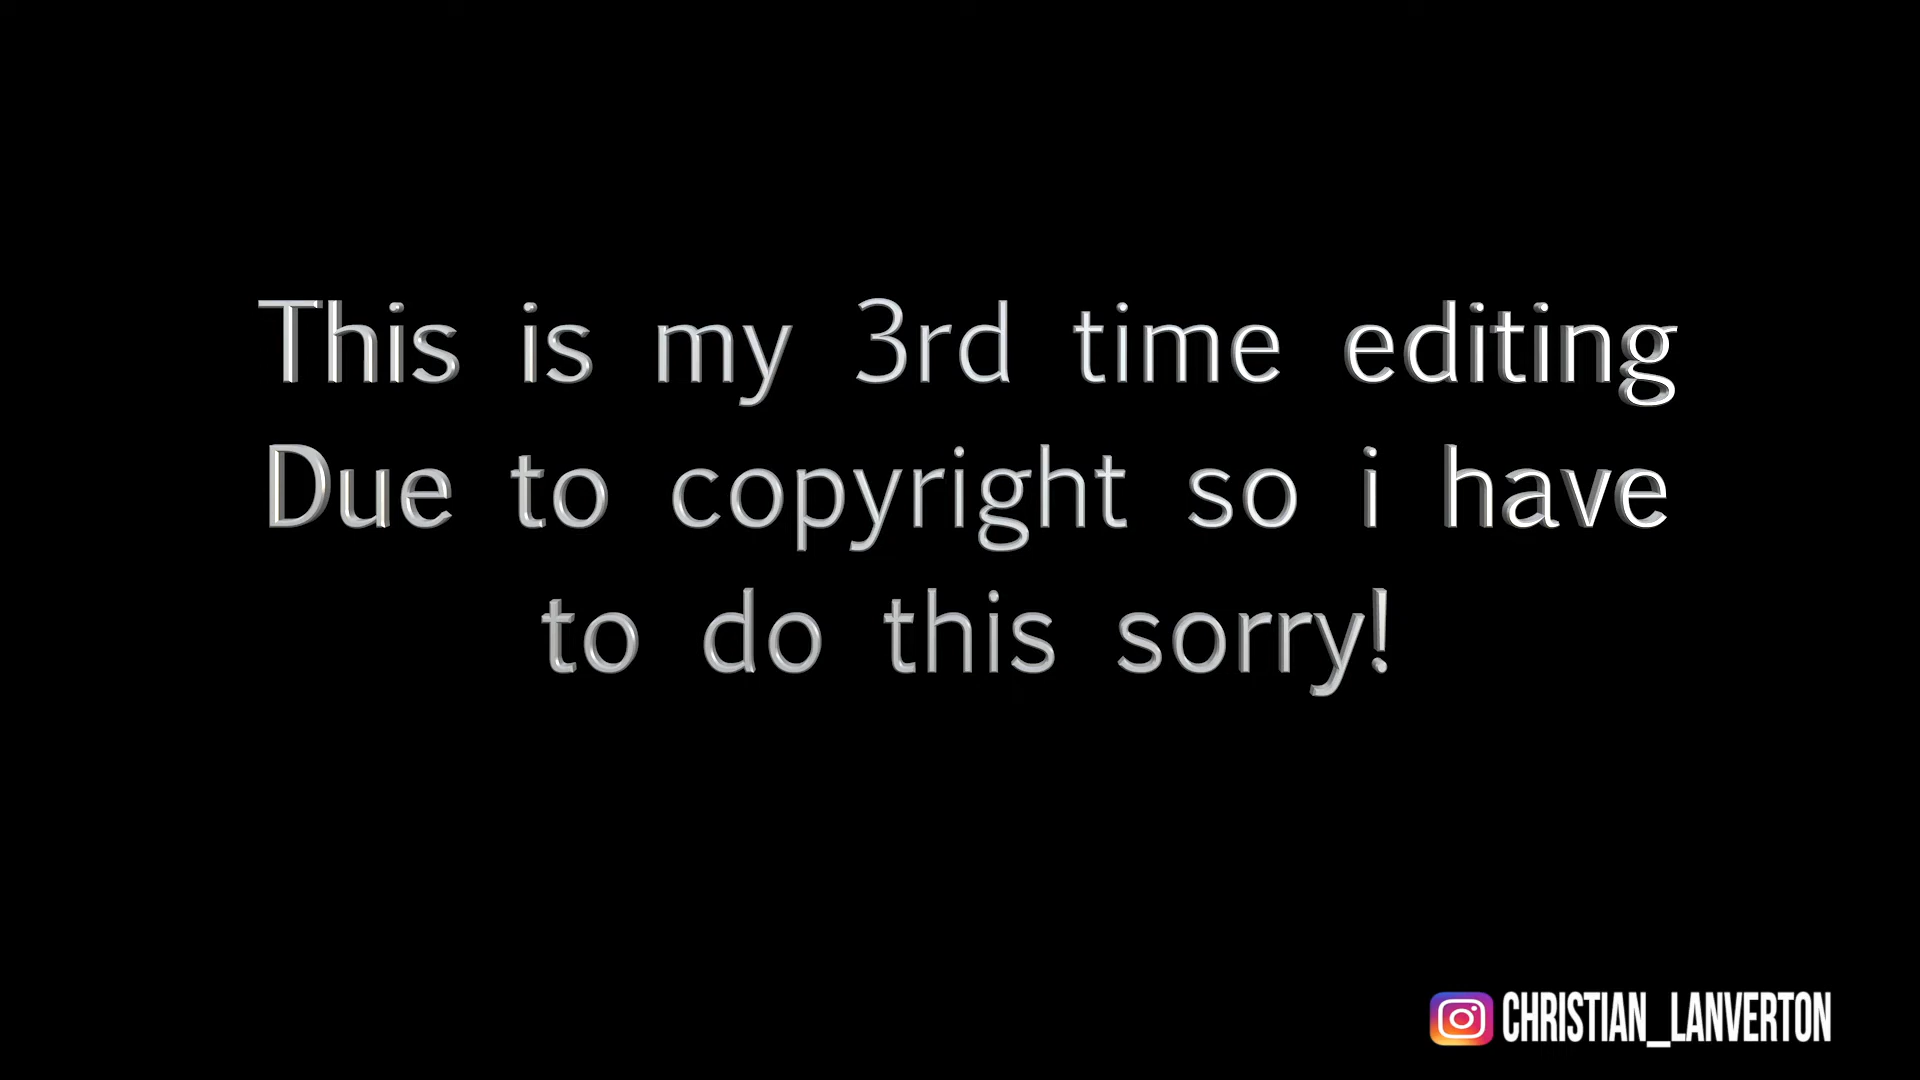 This is my 3rd time editing
Due to copyright so i have
to do this sorry!
CHRISTIAN_LANVERTON